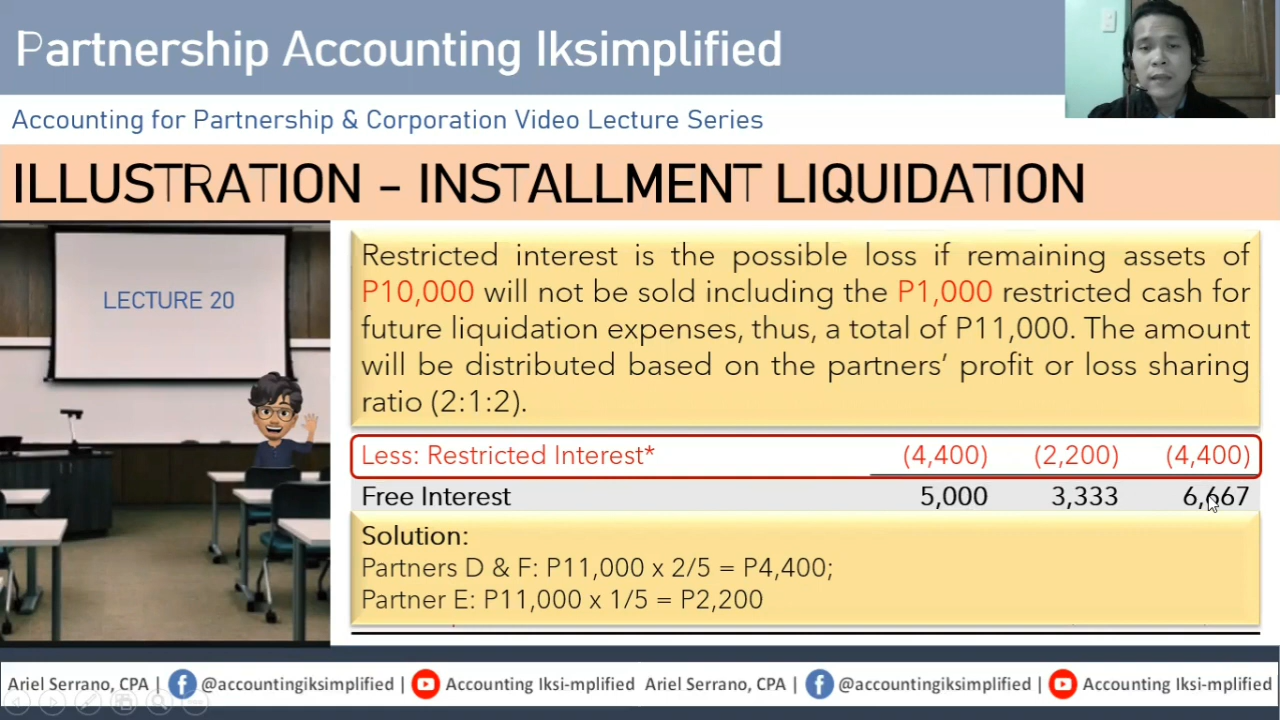 Partnership Accounting Iksimplified
Accounting for Partnership & Corporation Video Lecture Series
ILLUSTRATION – INSTALLMENT LIQUIDATION
LECTURE 20
Restricted interest is the possible loss if remaining assets of
P10,000 will not be sold including the P1,000 restricted cash for
future liquidation expenses, thus, a total of P11,000. The amount
will be distributed based on the partners’ profit or loss sharing
ratio (2:1:2).
Less: Restricted Interest* (4,400) (2,200) (4,400)
Free Interest 5,000 3,333 6,667
Solution:
Partners D & F: P11,000 x 2/5 = P4,400;
Partner E: P11,000 x 1/5 = P2,200
Ariel Serrano, CPA | @accountingiksimplified | Accounting Iksi-mplified Ariel Serrano, CPA | @accountingiksimplified | Accounting Iksi-mplified